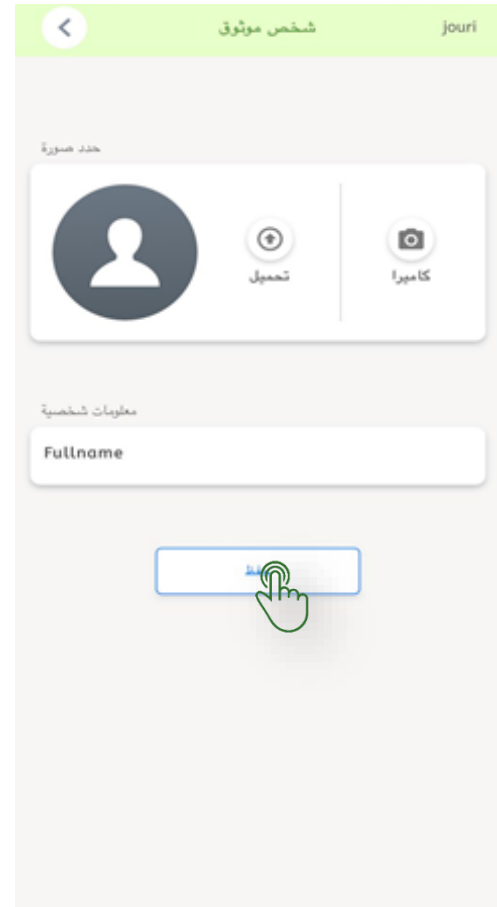 jouri
شخص موثوق
حدد صورة
كاميرا
تحميل
معلومات شخصية
Fullname